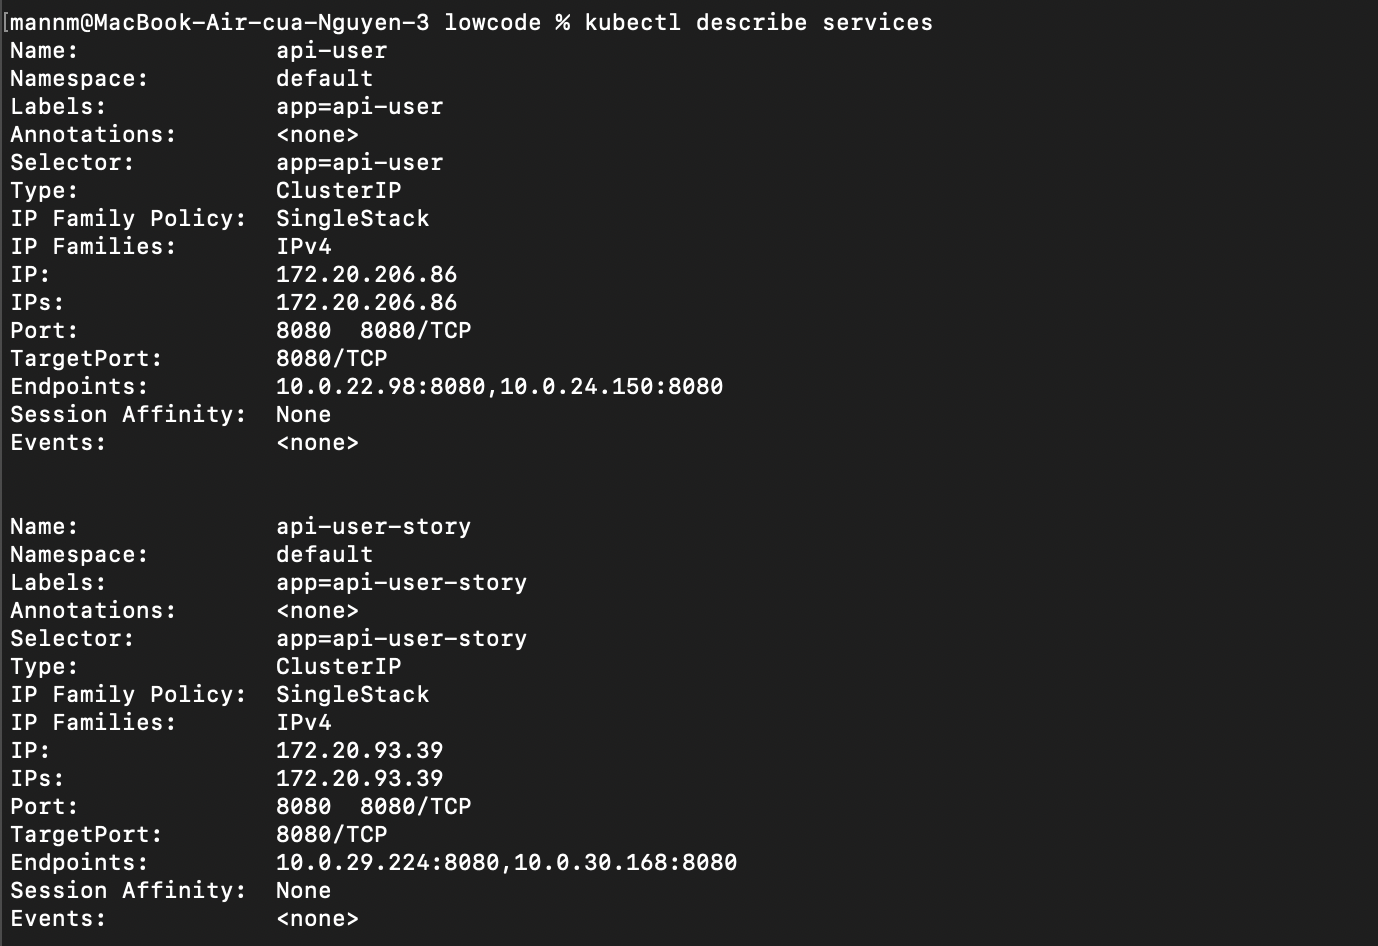 [mannm@MacBook-Air-cua-Nguyen-3 lowcode % kubectl describe services
Name:              api-user
Namespace:         default
Labels:            app=api-user
Annotations:       <none>
Selector:          app=api-user
Type:              ClusterIP
IP Family Policy:  SingleStack
IP Families:       IPv4
IP:                172.20.206.86
IPs:               172.20.206.86
Port:              8080  8080/TCP
TargetPort:        8080/TCP
Endpoints:         10.0.22.98:8080,10.0.24.150:8080
Session Affinity:  None
Events:            <none>

Name:              api-user-story
Namespace:         default
Labels:            app=api-user-story
Annotations:       <none>
Selector:          app=api-user-story
Type:              ClusterIP
IP Family Policy:  SingleStack
IP Families:       IPv4
IP:                172.20.93.39
IPs:               172.20.93.39
Port:              8080  8080/TCP
TargetPort:        8080/TCP
Endpoints:         10.0.29.224:8080,10.0.30.168:8080
Session Affinity:  None
Events:            <none>